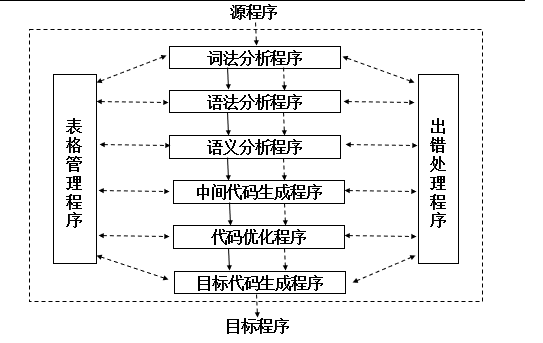 源程序
词法分析程序
语法分析程序
语义分析程序
中间代码生成程序
代码优化程序
目标代码生成程序
表格管理程序
出错处理程序
目标程序